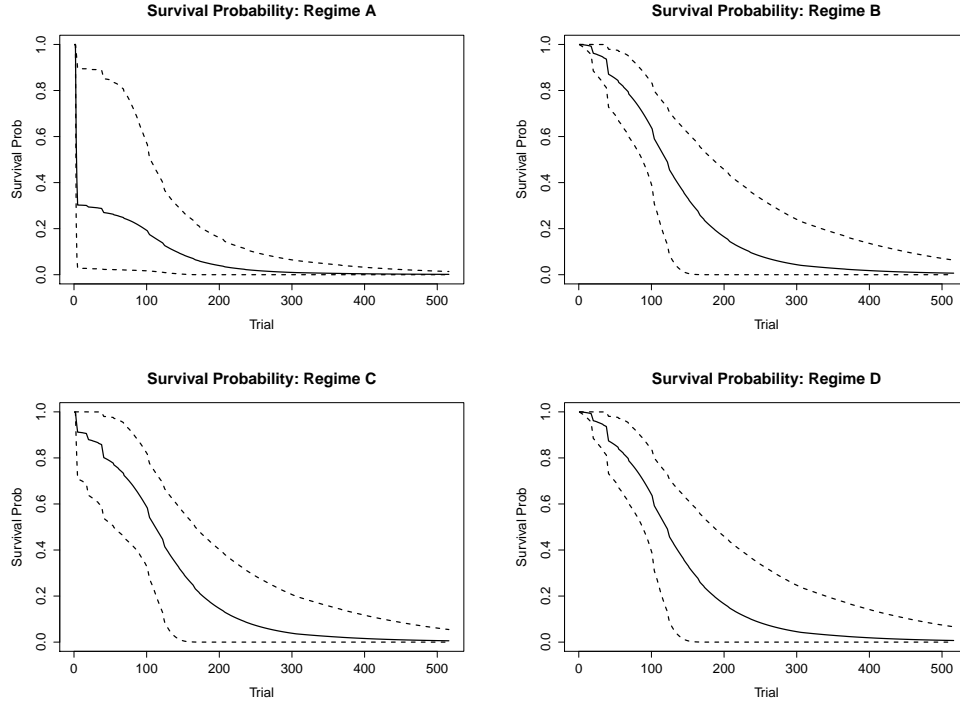 Survival Probability: Regime A
Survival Prob
0.0 0.2 0.4 0.6 0.8 1.0
0 100 200 300 400 500
Trial
Survival Probability: Regime B
Survival Prob
0.0 0.2 0.4 0.6 0.8 1.0
0 100 200 300 400 500
Trial
Survival Probability: Regime C
Survival Prob
0.0 0.2 0.4 0.6 0.8 1.0
0 100 200 300 400 500
Trial
Survival Probability: Regime D
Survival Prob
0.0 0.2 0.4 0.6 0.8 1.0
0 100 200 300 400 500
Trial